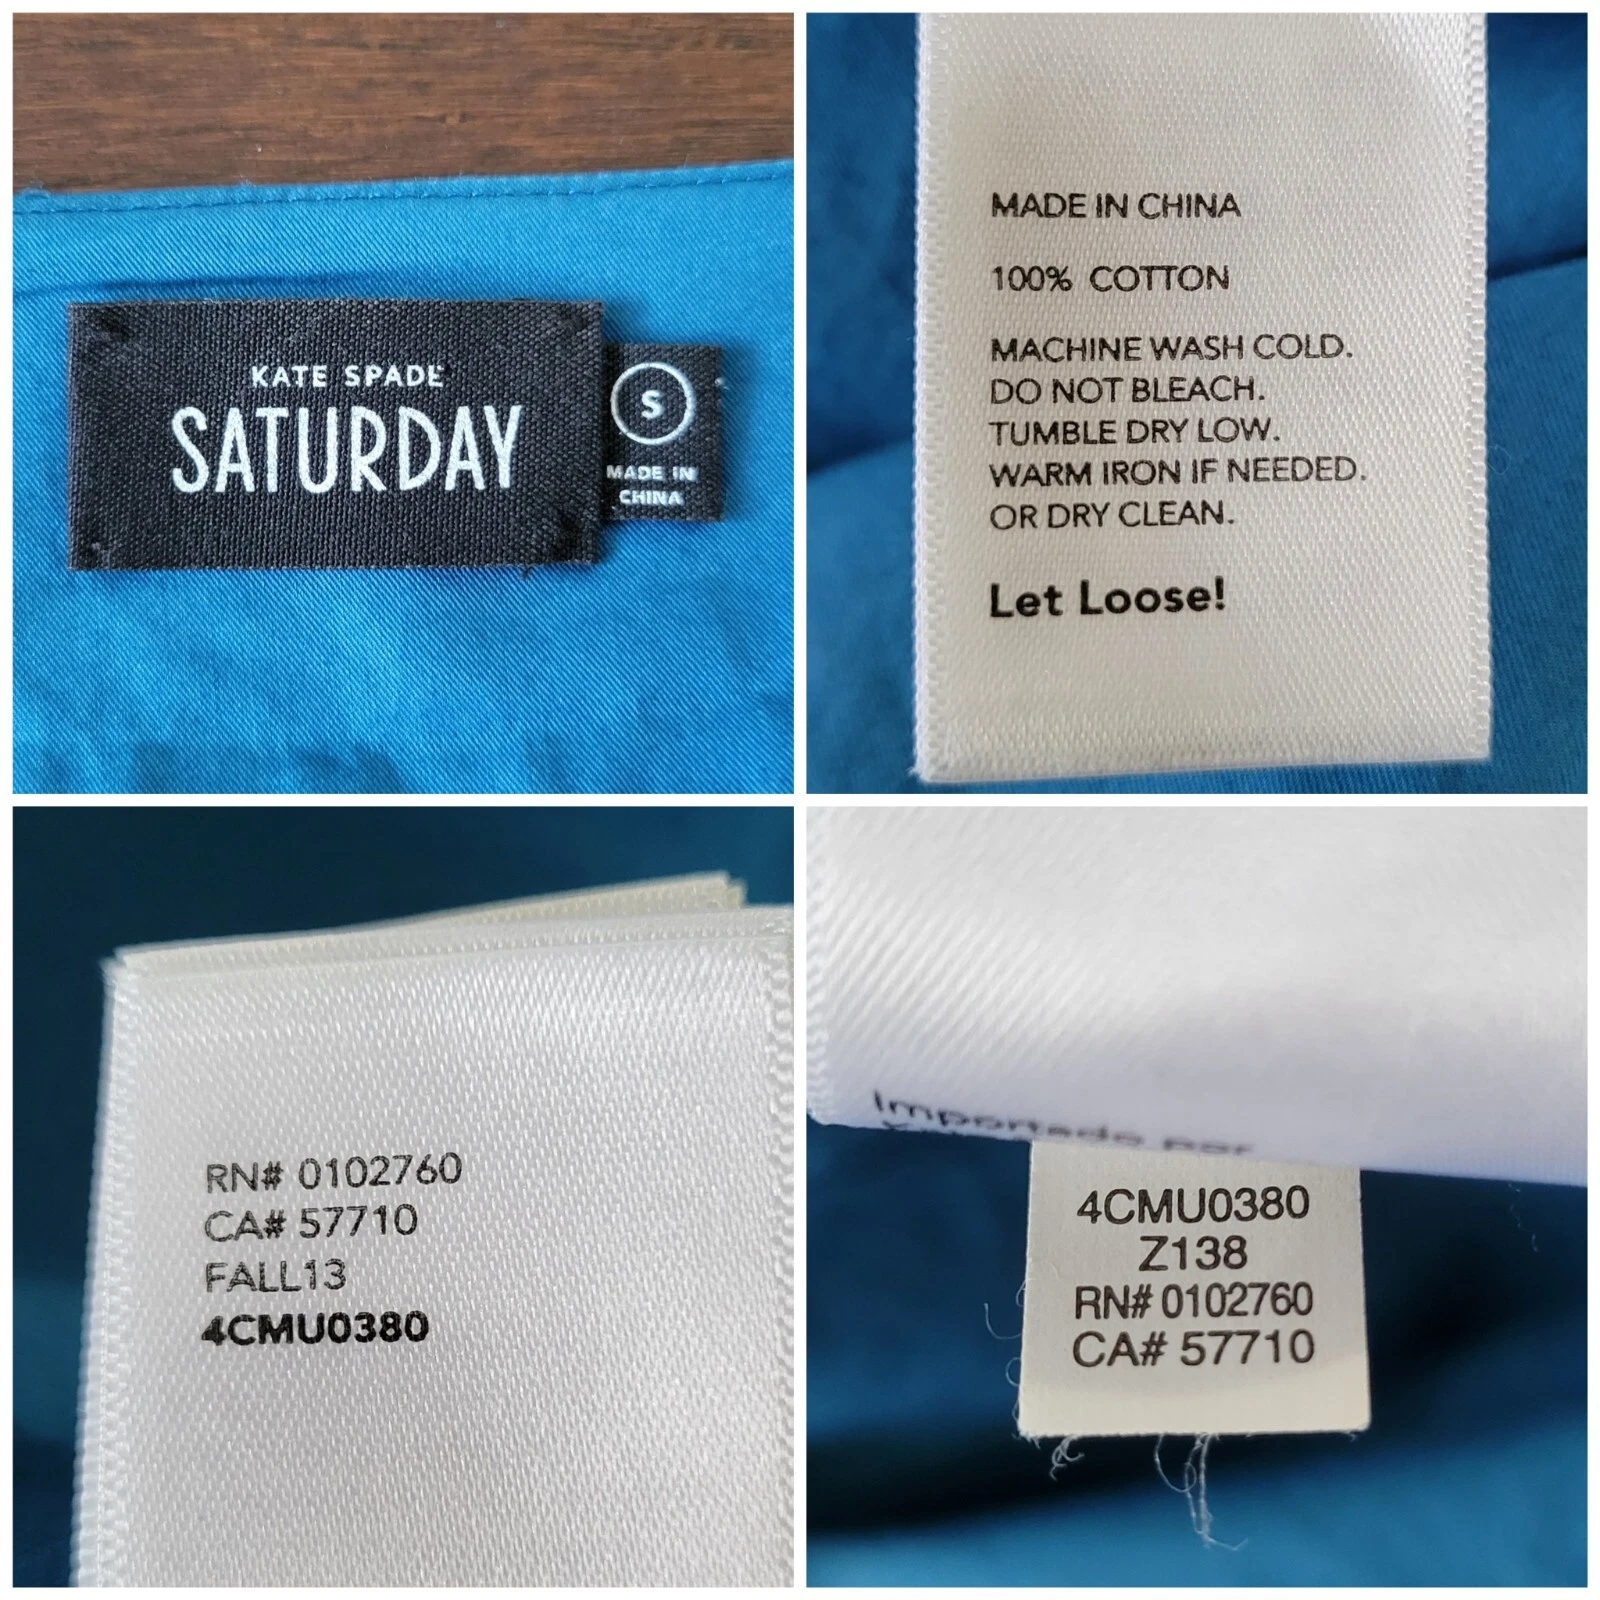 KATE SPADE
SATURDAY
S
MADE IN
CHINA
MADE IN CHINA
100% COTTON
MACHINE WASH COLD.
DO NOT BLEACH.
TUMBLE DRY LOW.
WARM IRON IF NEEDED.
OR DRY CLEAN.
Let Loose!
RN# 0102760
CA# 57710
FALL13
4CMU0380
Importado por
4CMU0380
Z138
RN# 0102760
CA# 57710